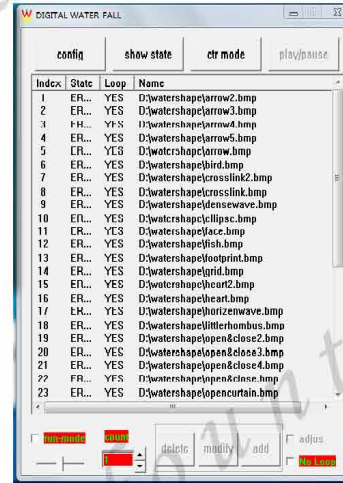 DIGITAL WATER FALL
config show state ctr mode play/pause
Index State Loop Name
1 ER... YES D:\watershape\arrow2.bmp
2 ER... YES D:\watershape\arrow3.bmp
3 ER... YES D:\watershape\arrow4.bmp
4 ER... YES D:\watershape\arrow5.bmp
5 ER... YES D:\watershape\arrow.bmp
6 ER... YES D:\watershape\bird.bmp
7 ER... YES D:\watershape\crosslink2.bmp
8 ER... YES D:\watershape\crosslink.bmp
9 ER... YES D:\watershape\densewave.bmp
10 ER... YES D:\watershape\ellipse.bmp
11 ER... YES D:\watershape\face.bmp
12 ER... YES D:\watershape\fish.bmp
13 ER... YES D:\watershape\footprint.bmp
14 ER... YES D:\watershape\grid.bmp
15 ER... YES D:\watershape\heart2.bmp
16 ER... YES D:\watershape\heart.bmp
17 ER... YES D:\watershape\horizenwave.bmp
18 ER... YES D:\watershape\littlerhombus.bmp
19 ER... YES D:\watershape\open&close2.bmp
20 ER... YES D:\watershape\open&close3.bmp
21 ER... YES D:\watershape\open&close4.bmp
22 ER... YES D:\watershape\open&close.bmp
23 ER... YES D:\watershape\opencurtain.bmp
run-mode count delete modify add adjus
1 No Loop